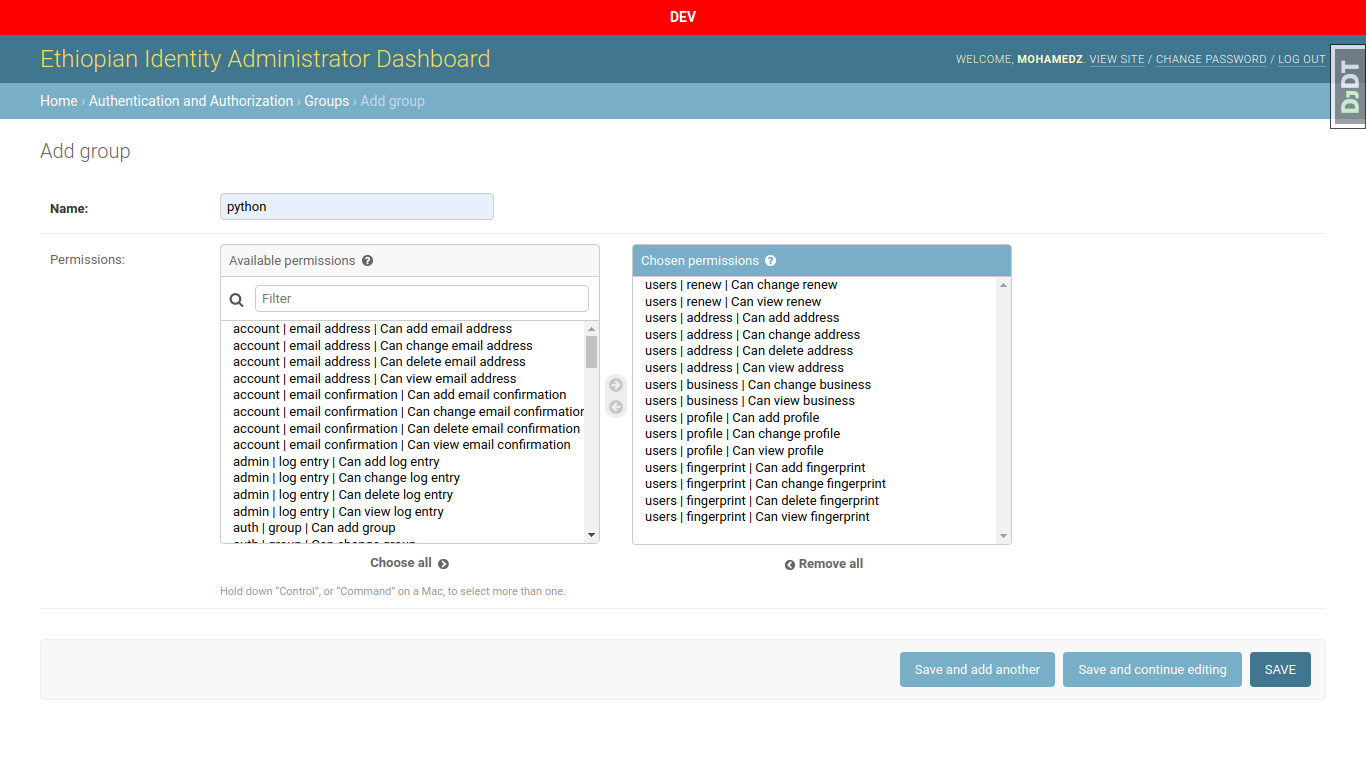 DEV
Ethiopian Identity Administrator Dashboard
WELCOME, MOHAMEDZ. VIEW SITE / CHANGE PASSWORD / LOG OUT
DJDT
Home › Authentication and Authorization › Groups › Add group
Add group
Name:
python
Permissions:
Available permissions ?
Filter
account | email address | Can add email address
account | email address | Can change email address
account | email address | Can delete email address
account | email address | Can view email address
account | email confirmation | Can add email confirmation
account | email confirmation | Can change email confirmation
account | email confirmation | Can delete email confirmation
account | email confirmation | Can view email confirmation
admin | log entry | Can add log entry
admin | log entry | Can change log entry
admin | log entry | Can delete log entry
admin | log entry | Can view log entry
auth | group | Can add group
auth | group | Can change group
Choose all
Hold down “Control”, or “Command” on a Mac, to select more than one.
Chosen permissions ?
users | renew | Can change renew
users | renew | Can view renew
users | address | Can add address
users | address | Can change address
users | address | Can delete address
users | address | Can view address
users | business | Can change business
users | business | Can view business
users | profile | Can add profile
users | profile | Can change profile
users | profile | Can view profile
users | fingerprint | Can add fingerprint
users | fingerprint | Can change fingerprint
users | fingerprint | Can delete fingerprint
users | fingerprint | Can view fingerprint
Remove all
Save and add another
Save and continue editing
SAVE